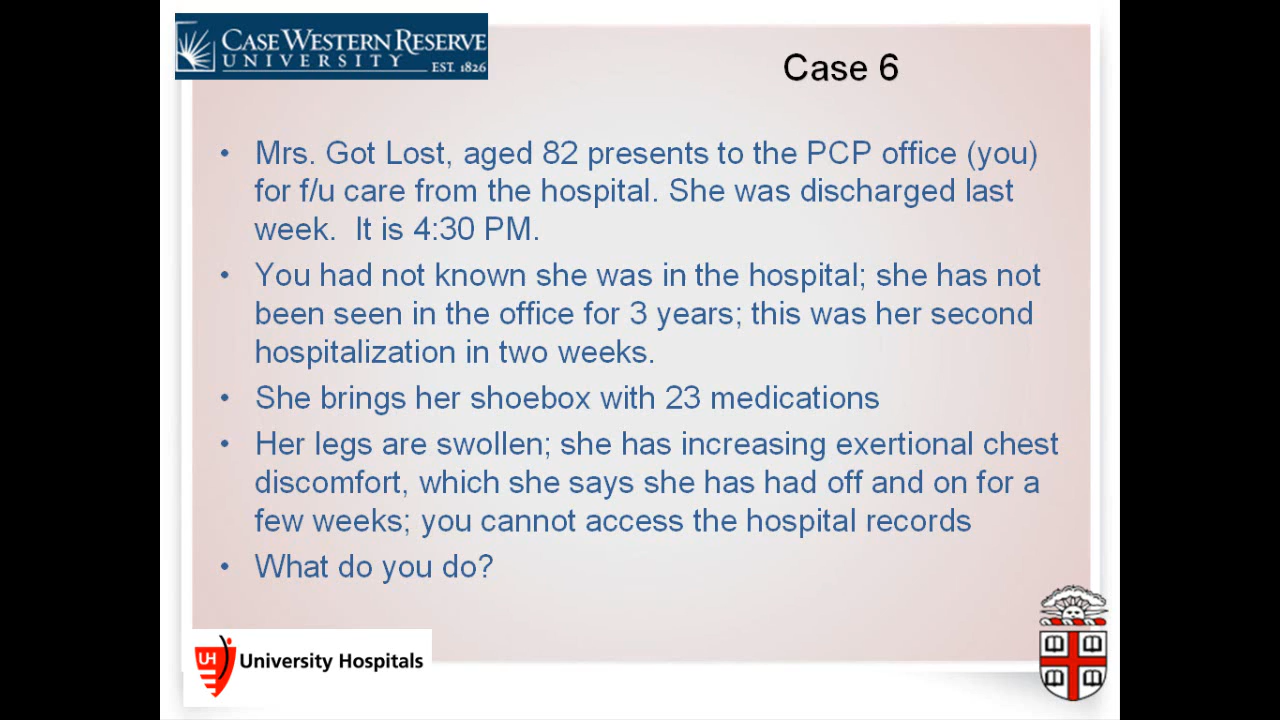 CASE WESTERN RESERVE
UNIVERSITY
EST. 1826
Case 6
• Mrs. Got Lost, aged 82 presents to the PCP office (you)
for f/u care from the hospital. She was discharged last
week.  It is 4:30 PM.
• You had not known she was in the hospital; she has not
been seen in the office for 3 years; this was her second
hospitalization in two weeks.
• She brings her shoebox with 23 medications
• Her legs are swollen; she has increasing exertional chest
discomfort, which she says she has had off and on for a
few weeks; you cannot access the hospital records
• What do you do?
UH
University Hospitals